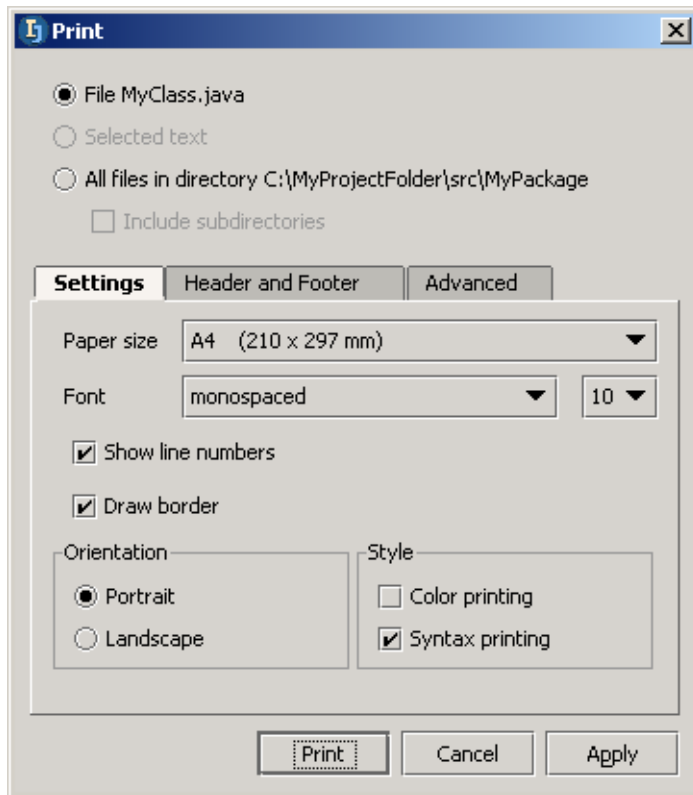 Print
File MyClass.java
Selected text
All files in directory C:\MyProjectFolder\src\MyPackage
Include subdirectories
Settings Header and Footer Advanced
Paper size A4 (210 x 297 mm)
Font monospaced 10
Show line numbers
Draw border
Orientation Style
Portrait Color printing
Landscape Syntax printing
Print Cancel Apply